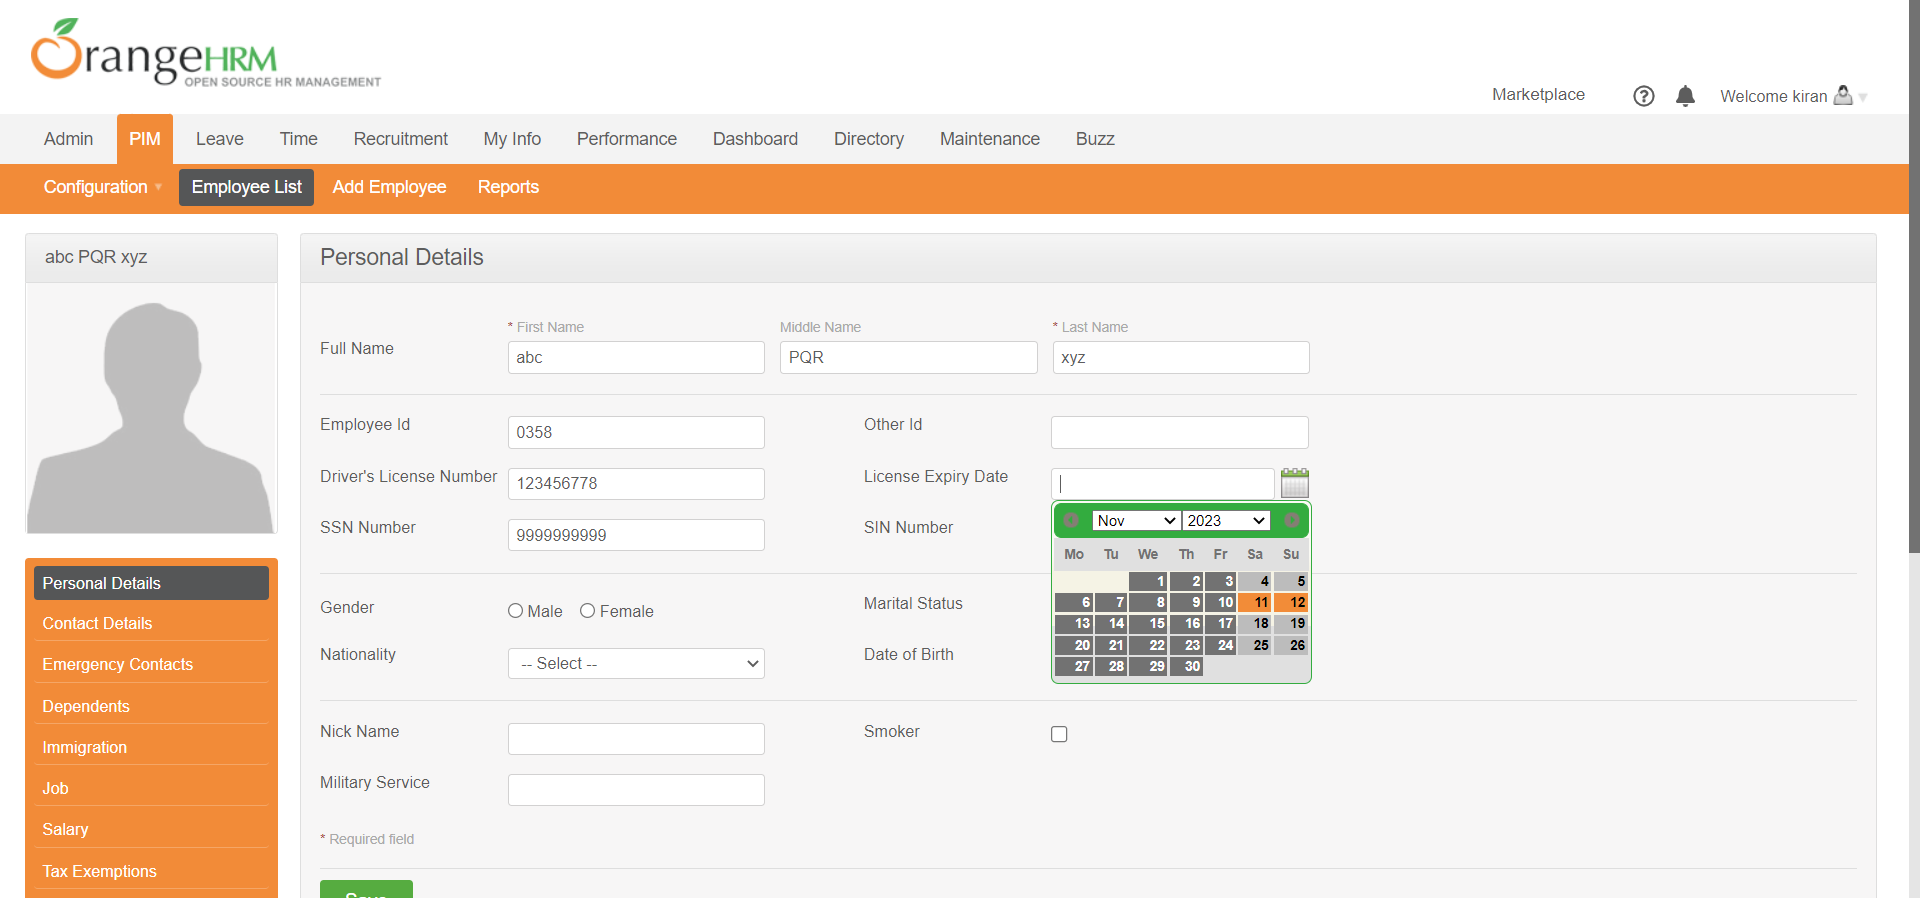 OrangeHRM
OPEN SOURCE HR MANAGEMENT
Marketplace
Welcome kiran
Admin PIM Leave Time Recruitment My Info Performance Dashboard Directory Maintenance Buzz
Configuration Employee List Add Employee Reports
abc PQR xyz
Personal Details
Contact Details
Emergency Contacts
Dependents
Immigration
Job
Salary
Tax Exemptions
Personal Details
* First Name Middle Name * Last Name
Full Name abc PQR xyz
Employee Id 0358 Other Id
Driver's License Number 123456778 License Expiry Date
SSN Number 9999999999 SIN Number
Nov 2023
Mo Tu We Th Fr Sa Su
1 2 3 4 5
6 7 8 9 10 11 12
13 14 15 16 17 18 19
20 21 22 23 24 25 26
27 28 29 30
Gender Male Female Marital Status
Nationality -- Select -- Date of Birth
Nick Name Smoker
Military Service
* Required field
Save